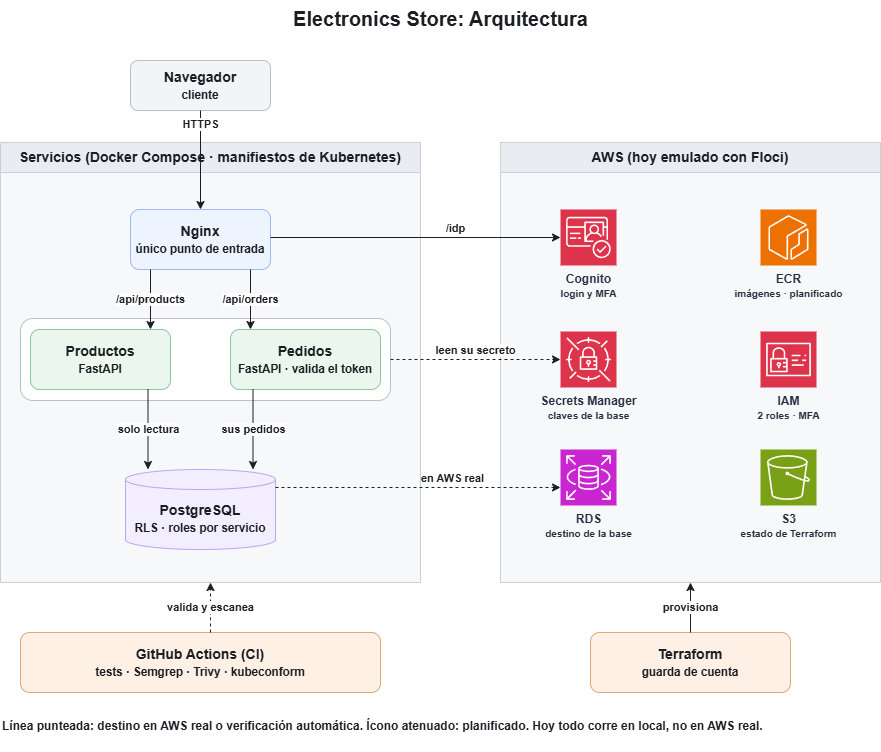 Electronics Store: Arquitectura
Navegador
cliente
HTTPS
Servicios (Docker Compose · manifiestos de Kubernetes)
Nginx
único punto de entrada
/api/products
/api/orders
Productos
FastAPI
Pedidos
FastAPI · valida el token
solo lectura
sus pedidos
PostgreSQL
RLS · roles por servicio
/idp
leen su secreto
en AWS real
AWS (hoy emulado con Floci)
Cognito
login y MFA
ECR
imágenes · planificado
Secrets Manager
claves de la base
IAM
2 roles · MFA
RDS
destino de la base
S3
estado de Terraform
valida y escanea
GitHub Actions (CI)
tests · Semgrep · Trivy · kubeconform
provisiona
Terraform
guarda de cuenta
Línea punteada: destino en AWS real o verificación automática. Ícono atenuado: planificado. Hoy todo corre en local, no en AWS real.